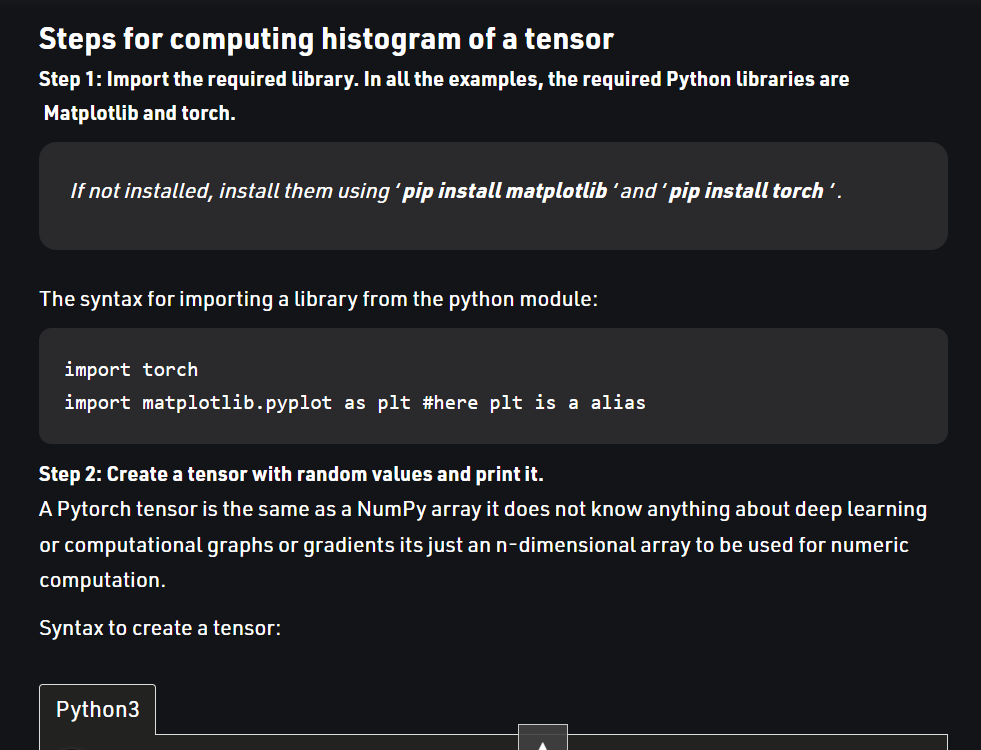 Steps for computing histogram of a tensor
Step 1: Import the required library. In all the examples, the required Python libraries are
Matplotlib and torch.
If not installed, install them using ‘ pip install matplotlib ‘ and ‘ pip install torch ‘ .
The syntax for importing a library from the python module:
import torch
import matplotlib.pyplot as plt #here plt is a alias
Step 2: Create a tensor with random values and print it.
A Pytorch tensor is the same as a NumPy array it does not know anything about deep learning
or computational graphs or gradients its just an n-dimensional array to be used for numeric
computation.
Syntax to create a tensor:
Python3